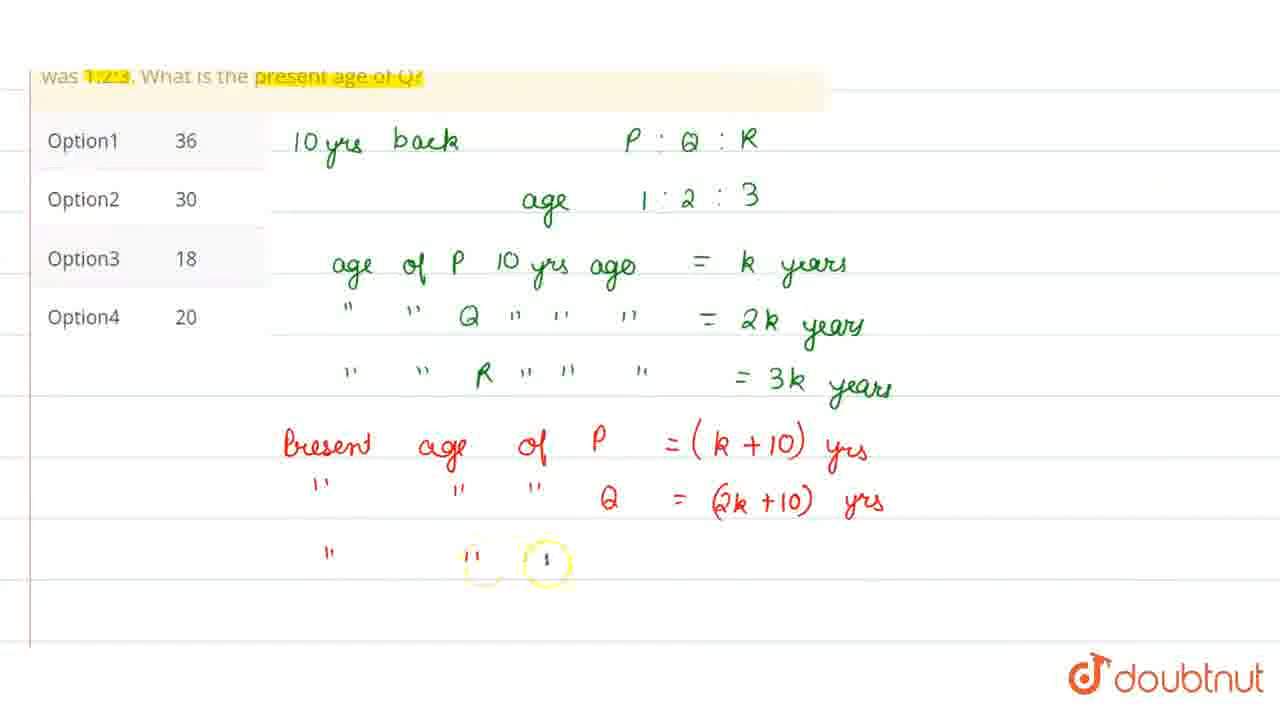 was 1:2:3. What is the present age of Q?
Option1 36
Option2 30
Option3 18
Option4 20
10 yrs back P : Q : R
age 1 : 2 : 3
age of P 10 yrs ago = k years
" " Q " " " = 2k years
" " R " " " = 3k years
Present age of P = (k + 10) yrs
" " " Q = (2k + 10) yrs
" " '
doubtnut